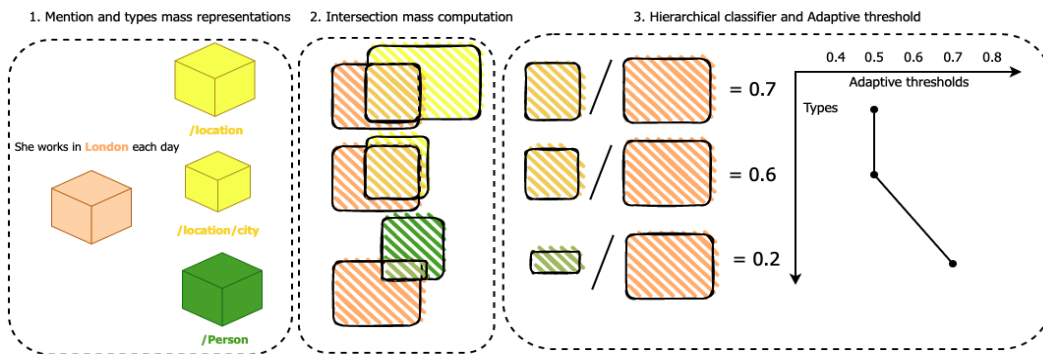 1. Mention and types mass representations
2. Intersection mass computation
3. Hierarchical classifier and Adaptive threshold
/location
She works in London each day
/location/city
/Person
= 0.7
= 0.6
= 0.2
0.4 0.5 0.6 0.7 0.8
Adaptive thresholds
Types